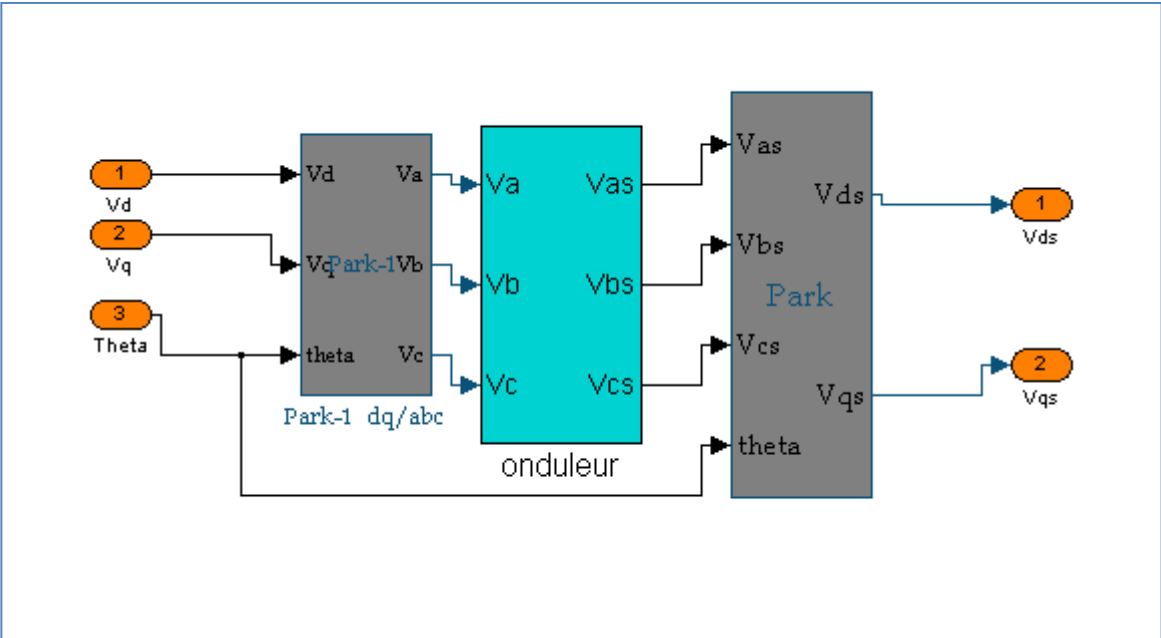 1
Vd
2
Vq
3
Theta
Vd
Va
Vq
Park-1
Vb
theta
Vc
Park-1 dq/abc
Va
Vas
Vb
Vbs
Vc
Vcs
onduleur
Vas
Vds
Vbs
Park
Vcs
Vqs
theta
1
Vds
2
Vqs